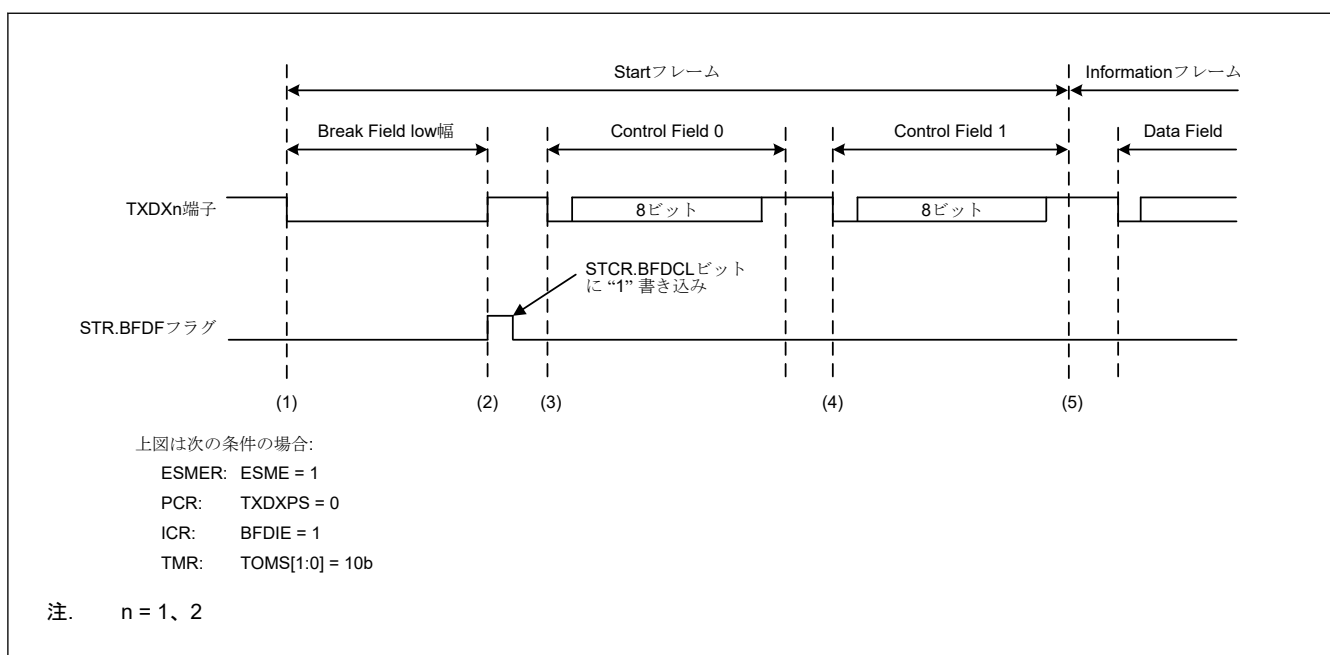 Startフレーム
Informationフレーム
Break Field low幅
Control Field 0
Control Field 1
Data Field
TXDXn端子
8ビット
8ビット
STCR.BFDCLビット
に “1” 書き込み
STR.BFDFフラグ
(1)
(2)
(3)
(4)
(5)
上図は次の条件の場合:
ESMER: ESME = 1
PCR: TXDXPS = 0
ICR: BFDIE = 1
TMR: TOMS[1:0] = 10b
注. n = 1、2